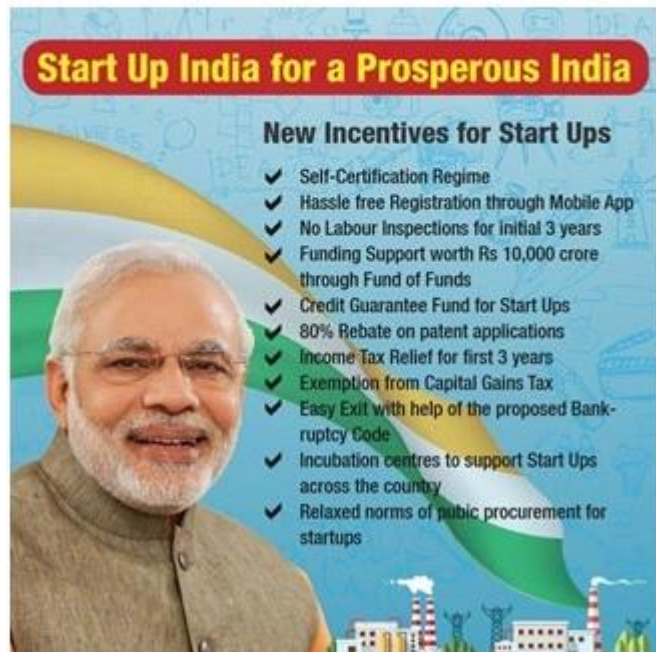 Start Up India for a Prosperous India
New Incentives for Start Ups
✔ Self-Certification Regime
✔ Hassle free Registration through Mobile App
✔ No Labour Inspections for initial 3 years
✔ Funding Support worth Rs 10,000 crore
through Fund of Funds
✔ Credit Guarantee Fund for Start Ups
✔ 80% Rebate on patent applications
✔ Income Tax Relief for first 3 years
✔ Exemption from Capital Gains Tax
✔ Easy Exit with help of the proposed Bank-
ruptcy Code
✔ Incubation centres to support Start Ups
across the country
✔ Relaxed norms of pubic procurement for
startups